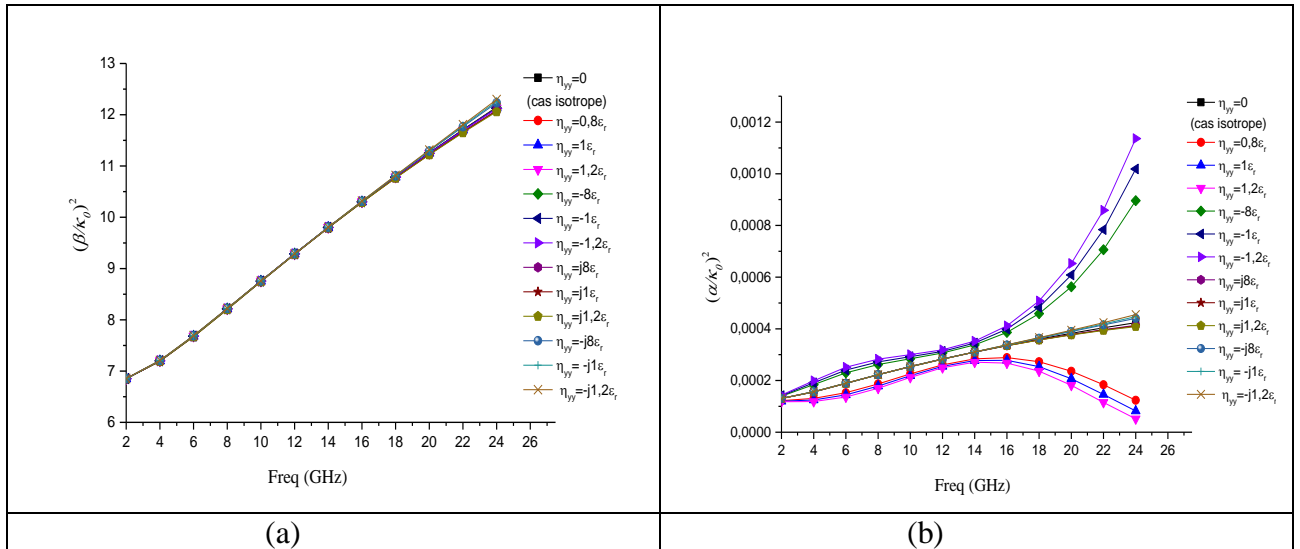 13
12
11
10
9
8
7
6
(β/κ₀)²
2 4 6 8 10 12 14 16 18 20 22 24 26
Freq (GHz)
ηyy=0
(cas isotrope)
ηyy=0,8εr
ηyy=1εr
ηyy=1,2εr
ηyy=-8εr
ηyy=-1εr
ηyy=-1,2εr
ηyy=j8εr
ηyy=j1εr
ηyy=j1,2εr
ηyy=-j8εr
ηyy= -j1εr
ηyy=-j1,2εr
(a)
0,0012
0,0010
0,0008
0,0006
0,0004
0,0002
0,0000
(α/κ₀)²
2 4 6 8 10 12 14 16 18 20 22 24 26
Freq (GHz)
ηyy=0
(cas isotrope)
ηyy=0,8εr
ηyy=1εr
ηyy=1,2εr
ηyy=-8εr
ηyy=-1εr
ηyy=-1,2εr
ηyy=j8εr
ηyy=j1εr
ηyy=j1,2εr
ηyy=-j8εr
ηyy= -j1εr
ηyy=-j1,2εr
(b)